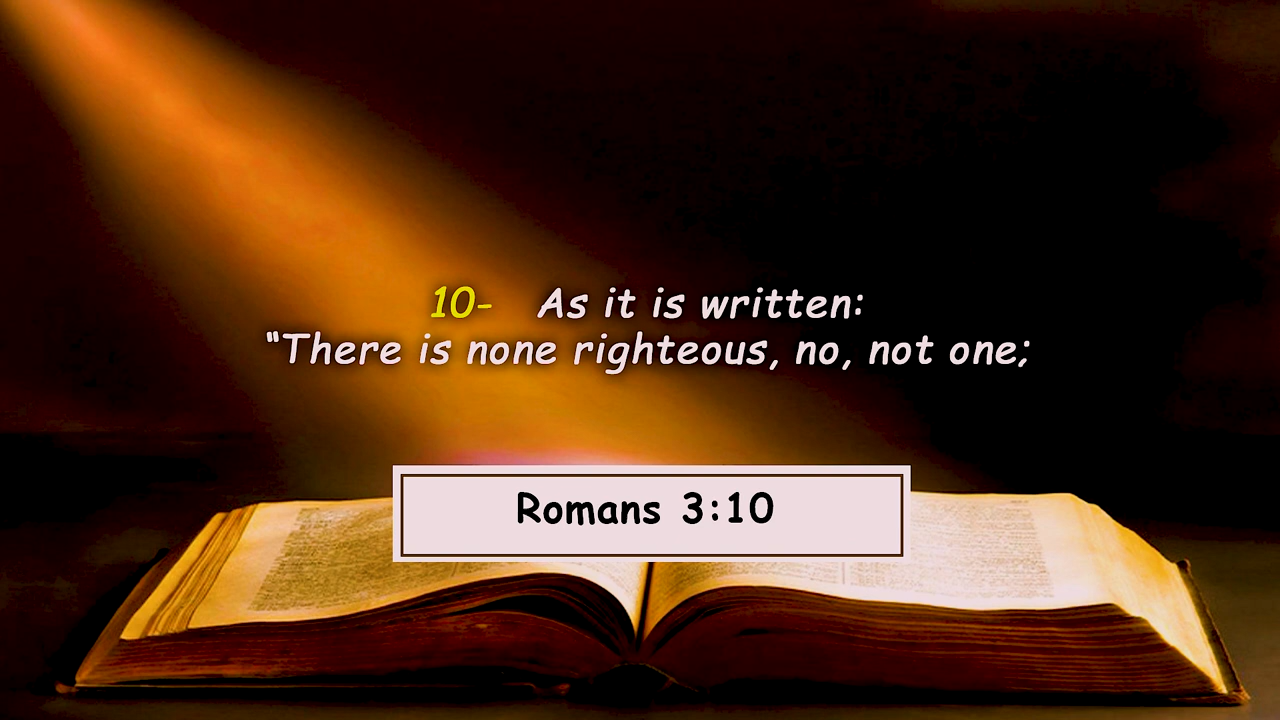 10- As it is written:
“There is none righteous, no, not one;
Romans 3:10